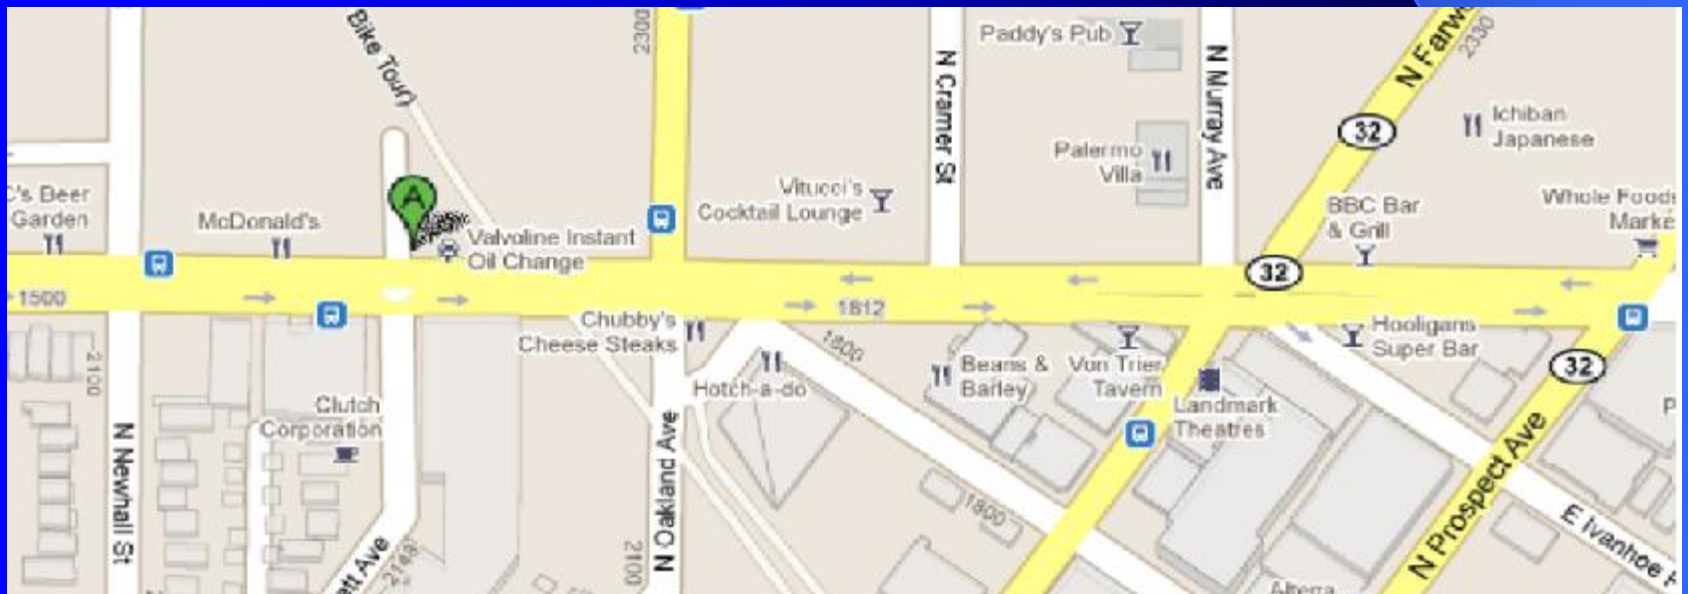 Bike Tour)
2300
N Cramer St
Paddy's Pub
N Murray Ave
N Farw
2330
32
Ichiban
Japanese
Palermo
Villa
C's Beer
Garden
McDonald's
A
Valvoline Instant
Oil Change
Vitucci's
Cocktail Lounge
BBC Bar
& Grill
Whole Foods
Marke
32
1500
1812
Chubby's
Cheese Steaks
1800
Hotch-a-do
Beans &
Barley
Von Trier
Tavern
Hooligans
Super Bar
32
Landmark
Theatres
2100
Clutch
Corporation
N Newhall St
N Oakland Ave
2100
ett Ave
1800
N Prospect Ave
E Ivanhoe P
Alterra
P